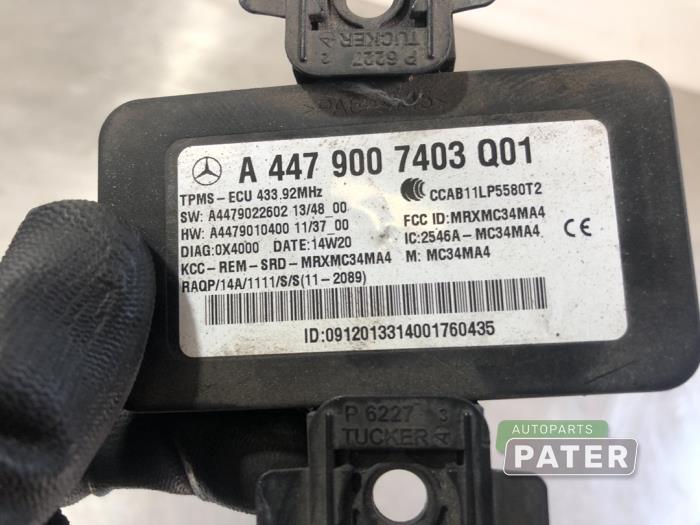 P 6227 2
TUCKER
A 447 900 7403 Q01
TPMS-ECU 433.92MHz
SW: A4479022602 13/48_00
HW: A4479010400 11/37_00
DIAG:0X4000 DATE:14W20
KCC-REM-SRD-MRXMC34MA4
RAQP/14A/1111/S/S(11-2089)
CCAB11LP5580T2
FCC ID:MRXMC34MA4
IC:2546A-MC34MA4
M: MC34MA4
CE
ID:0912013314001760435
P 6227 3
TUCKER
AUTOPARTS
PATER